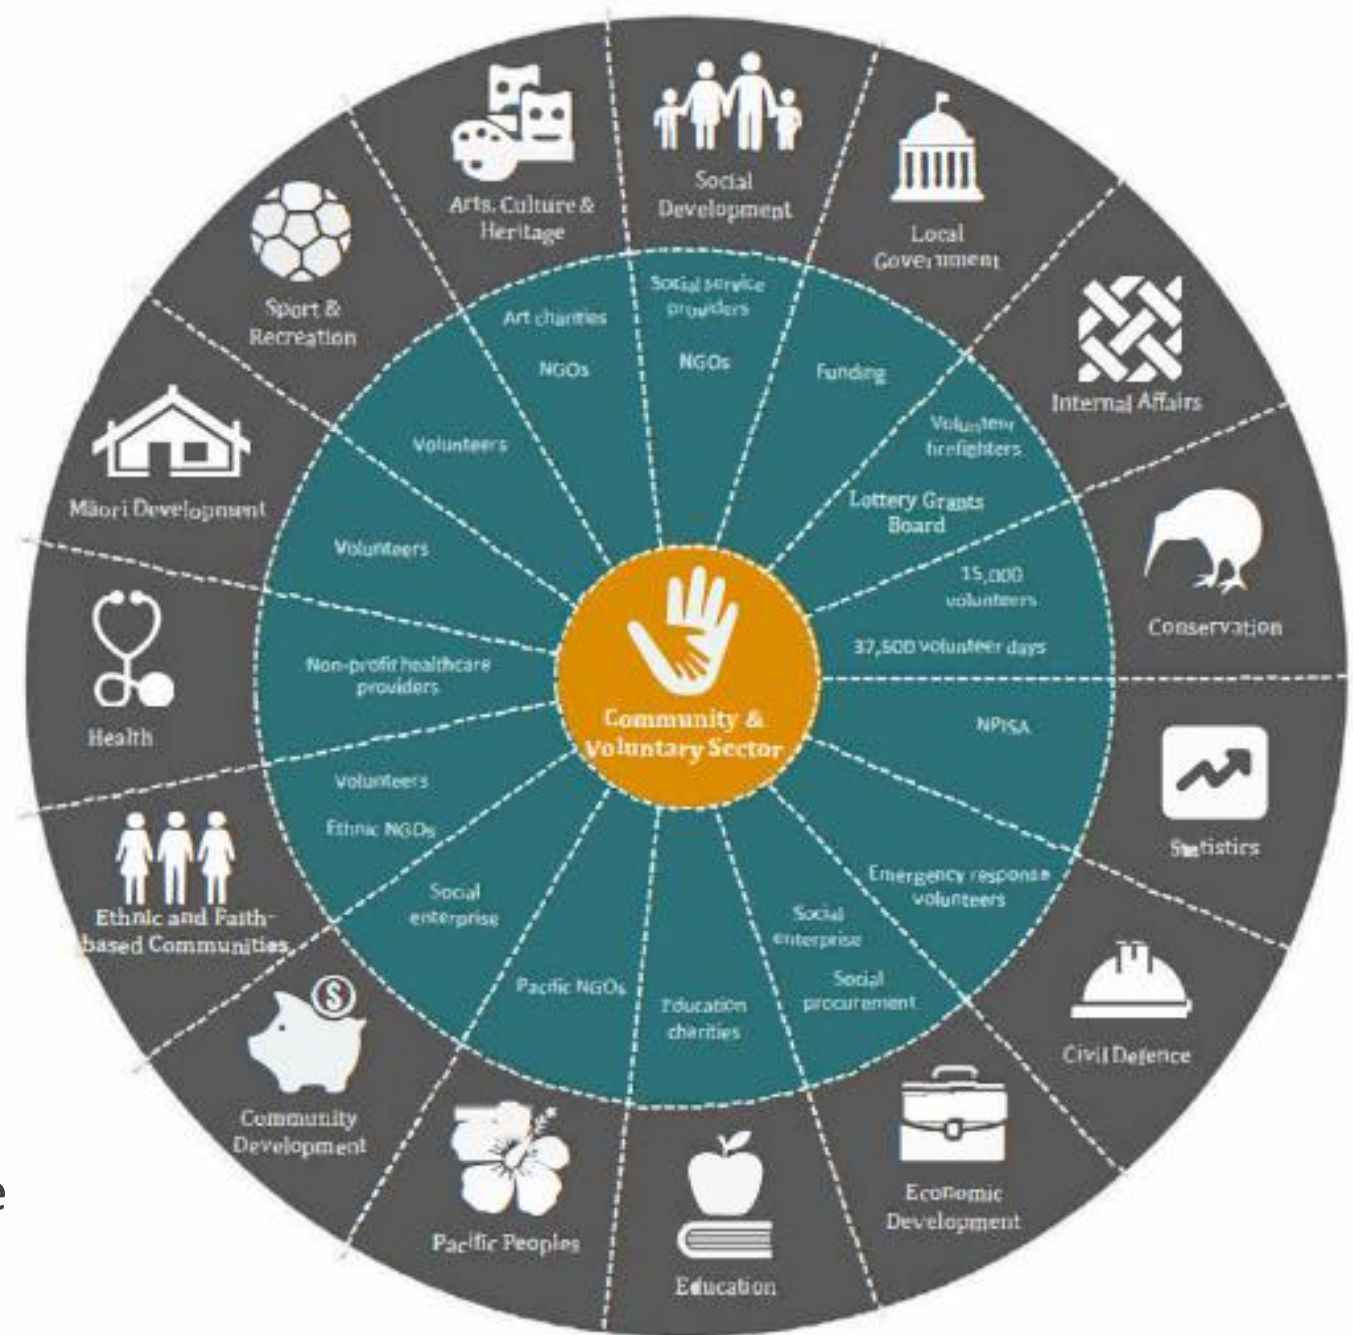 Arts, Culture &
Heritage
Social
Development
Local
Government
Internal Affairs
Conservation
Statistics
Civil Defence
Economic
Development
Education
Pacific Peoples
Community
Development
Ethnic and Faith-
based Communities
Health
Māori Development
Sport &
Recreation
Art charities
NGOs
Social service
providers
NGOs
Funding
Volunteer
firefighters
Lottery Grants
Board
15,000
volunteers
37,500 volunteer days
NPISA
Emergency response
volunteers
Social
enterprise
Social
procurement
Education
charities
Pacific NGOs
Social
enterprise
Volunteers
Ethnic NGOs
Non-profit healthcare
providers
Volunteers
Volunteers
Community &
Voluntary Sector
$
e